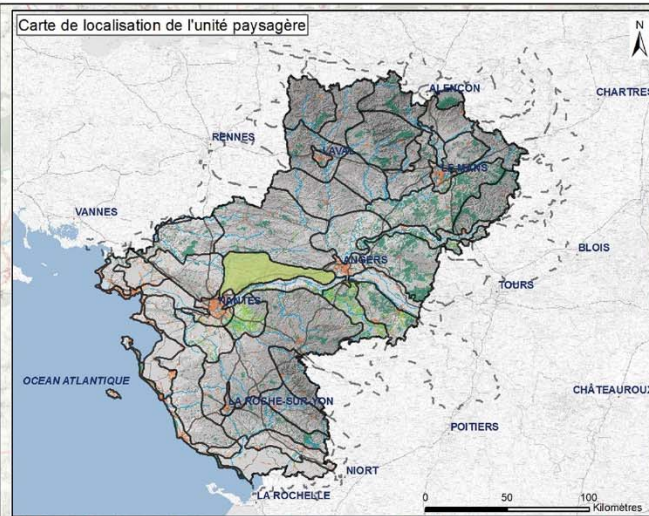 Carte de localisation de l'unité paysagère
N
ALENÇON
CHARTRES
RENNES
LAVAL
LE MANS
VANNES
BLOIS
ANGERS
TOURS
NANTES
OCEAN ATLANTIQUE
CHÂTEAUROUX
LA ROCHE-SUR-YON
POITIERS
NIORT
LA ROCHELLE
0 50 100
Kilomètres